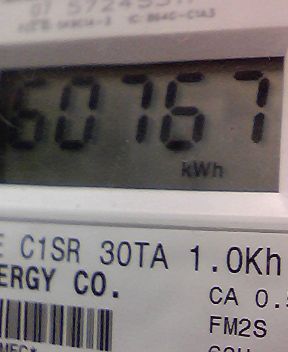 60767
kWh
E C1SR 30TA 1.0Kh
ERGY CO.
CA 0.
FM2S